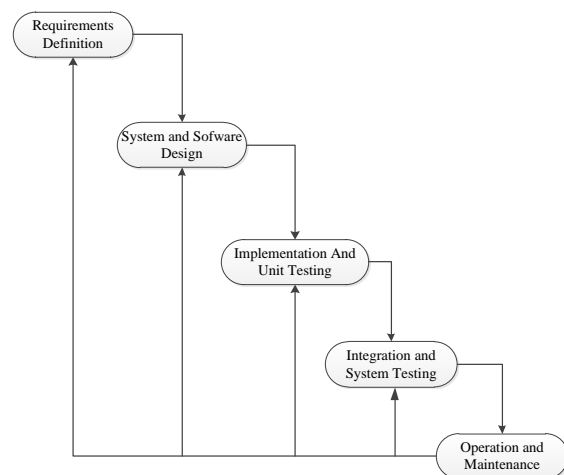 Requirements
Definition
System and Sofware
Design
Implementation And
Unit Testing
Integration and
System Testing
Operation and
Maintenance